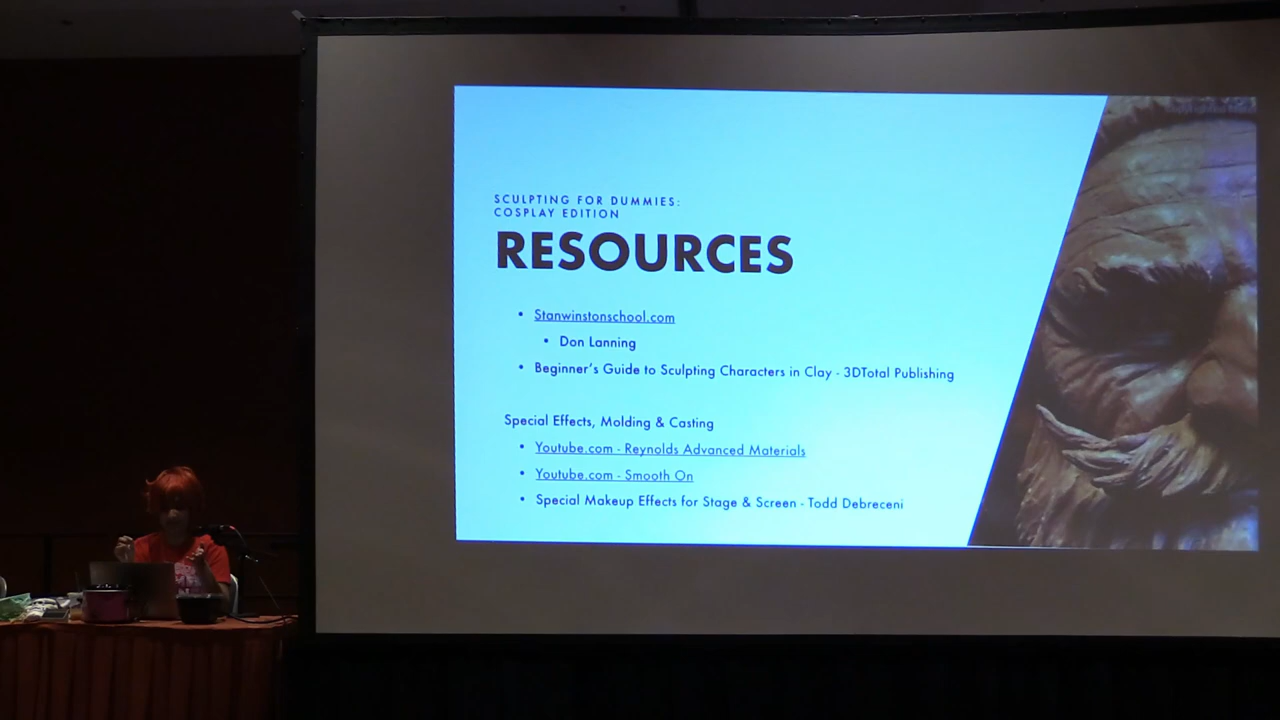 SCULPTING FOR DUMMIES:
COSPLAY EDITION
RESOURCES
• Stanwinstonschool.com
• Don Lanning
• Beginner's Guide to Sculpting Characters in Clay - 3DTotal Publishing
Special Effects, Molding & Casting
• Youtube.com - Reynolds Advanced Materials
• Youtube.com - Smooth On
• Special Makeup Effects for Stage & Screen - Todd Debreceni